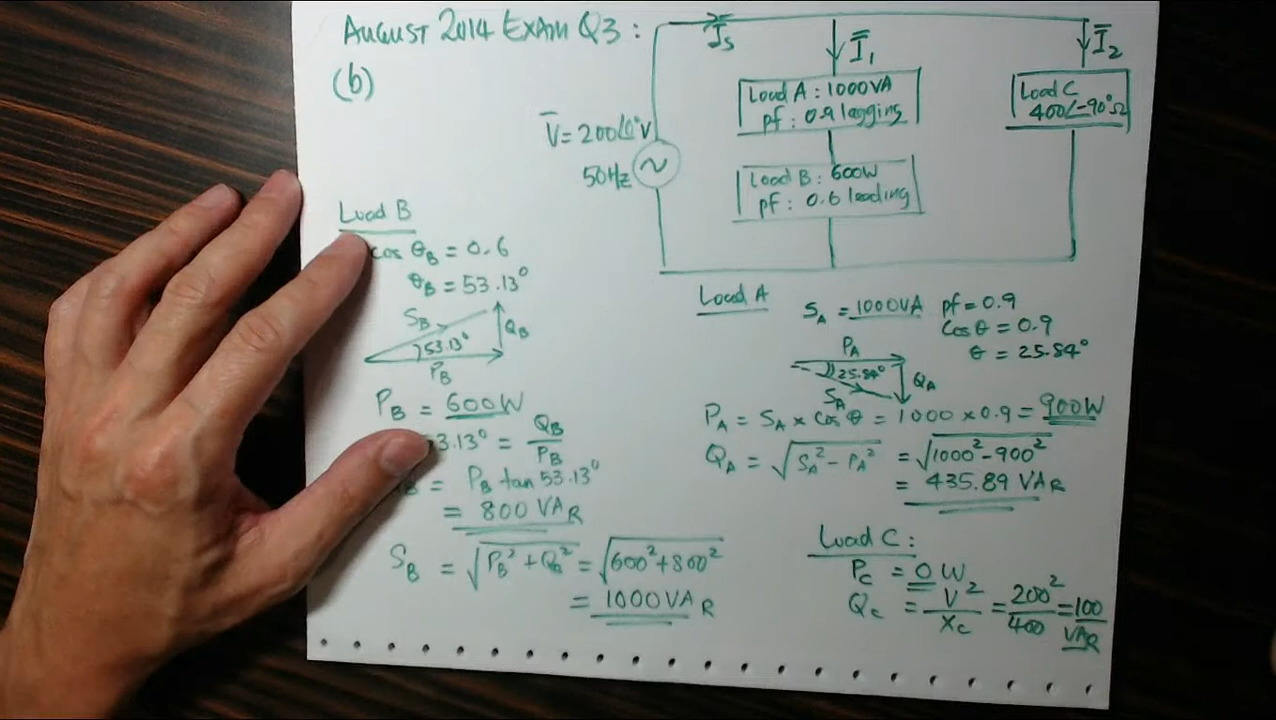 AUGUST 2014 EXAM Q3 :
(b)
V̅ = 200∠0°V
50Hz
I̅s
I̅₁
I̅₂
Load A : 1000VA
pf : 0.9 lagging
Load B : 600W
pf : 0.6 leading
Load C
400∠-90°Ω
Load B
cos θB = 0.6
θB = 53.13°
SB
53.13°
QB
PB
PB = 600W
3.13° = QB/PB
= PB tan 53.13°
= 800 VAR
SB = √(PB² + QB²) = √(600² + 800²)
= 1000 VAR
Load A
SA = 1000VA pf = 0.9
cos θ = 0.9
θ = 25.84°
PA
25.84°
SA
QA
PA = SA × cos θ = 1000 × 0.9 = 900W
QA = √(SA² - PA²) = √(1000² - 900²)
= 435.89 VAR
Load C :
PC = 0 W
QC = V²/XC = 200²/400 = 100
VAR